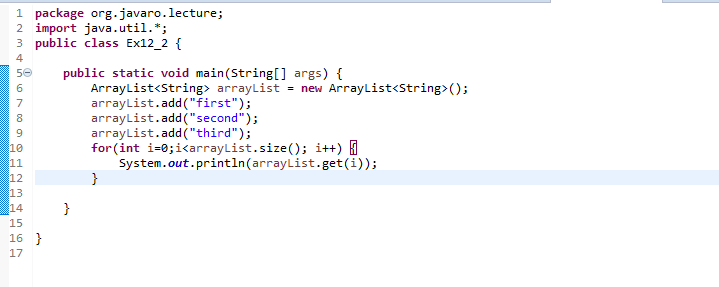 1 package org.javaro.lecture;
2 import java.util.*;
3 public class Ex12_2 {
4
5 public static void main(String[] args) {
6 ArrayList<String> arrayList = new ArrayList<String>();
7 arrayList.add("first");
8 arrayList.add("second");
9 arrayList.add("third");
10 for(int i=0;i<arrayList.size(); i++) {
11 System.out.println(arrayList.get(i));
12 }
13
14 }
15
16 }
17